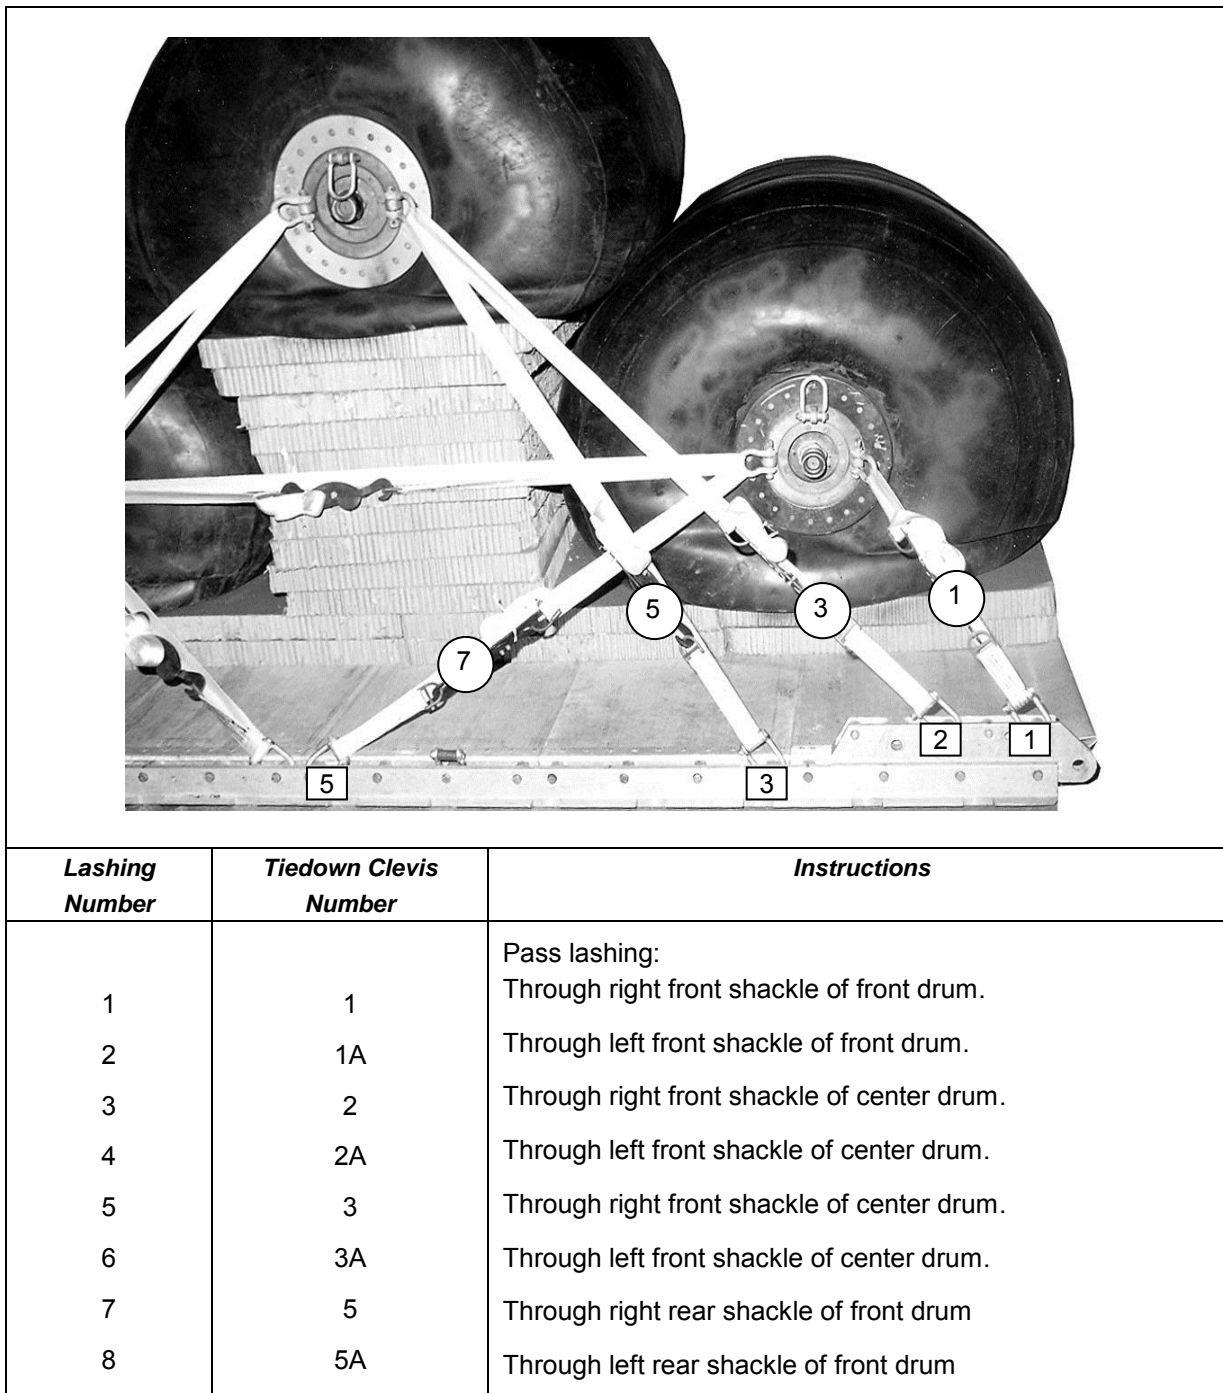 5
3
1
7
2
1
5
3
Lashing Number
Tiedown Clevis Number
Instructions
Pass lashing:
1 1 Through right front shackle of front drum.
2 1A Through left front shackle of front drum.
3 2 Through right front shackle of center drum.
4 2A Through left front shackle of center drum.
5 3 Through right front shackle of center drum.
6 3A Through left front shackle of center drum.
7 5 Through right rear shackle of front drum
8 5A Through left rear shackle of front drum